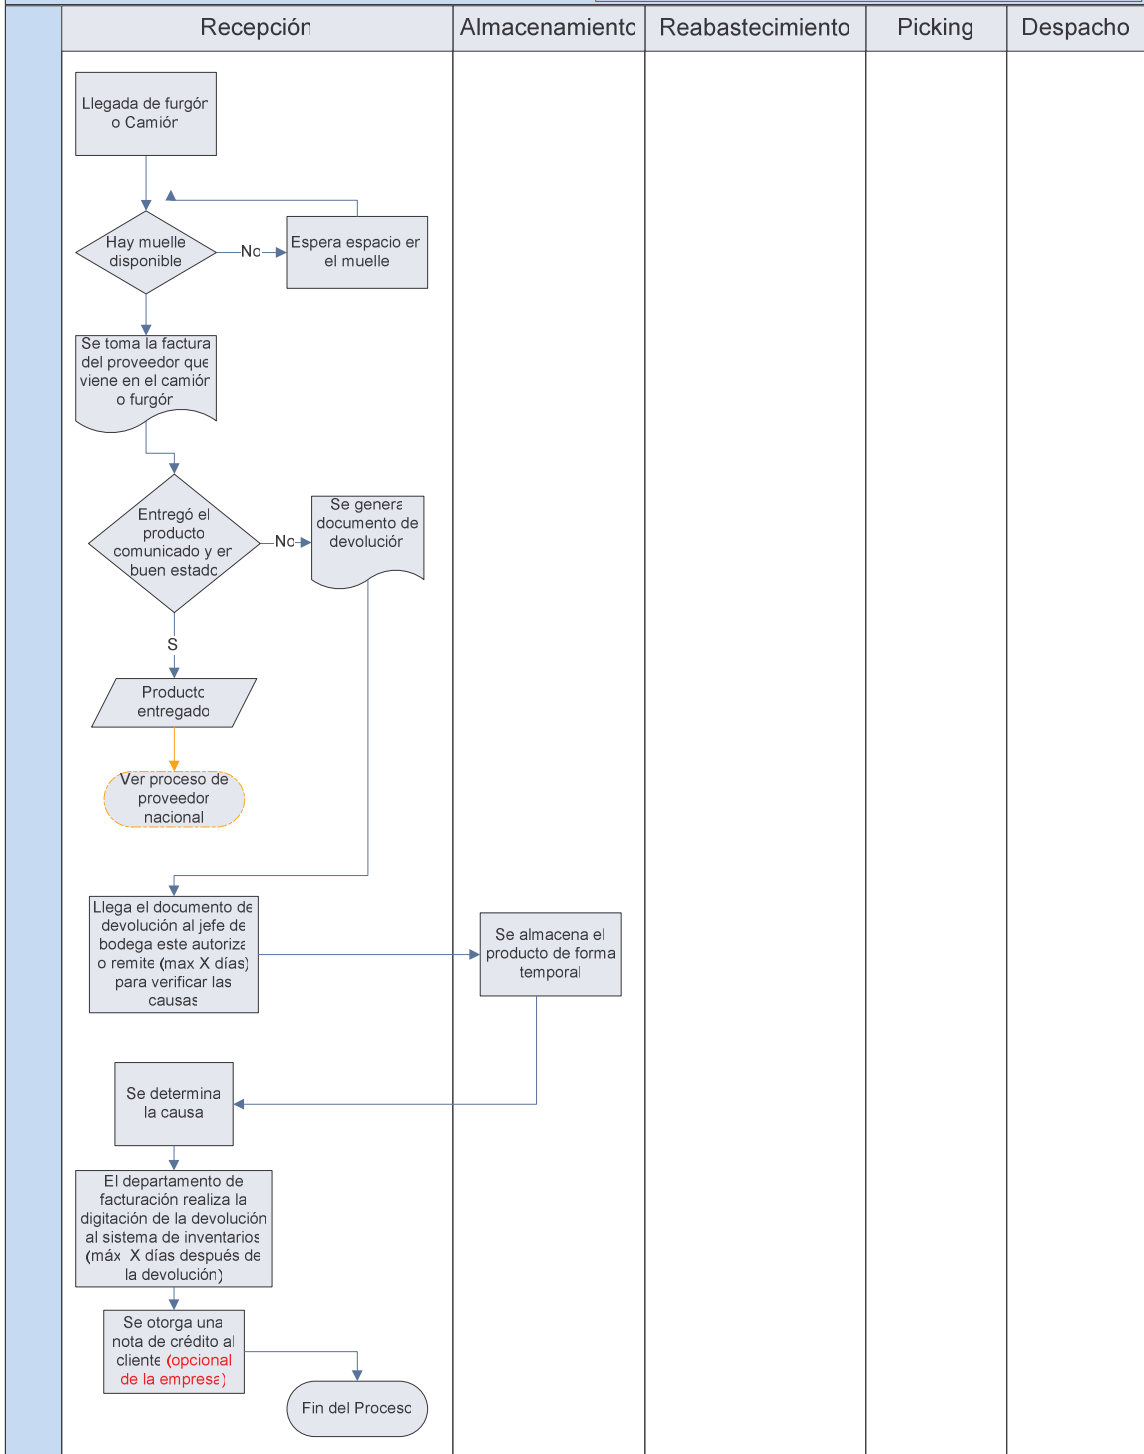 Recepción
Almacenamiento
Reabastecimiento
Picking
Despacho
Llegada de furgón
o Camión
Hay muelle
disponible
No
Espera espacio en
el muelle
Se toma la factura
del proveedor que
viene en el camión
o furgón
Entregó el
producto
comunicado y en
buen estado
No
Se genera
documento de
devolución
S
Producto
entregado
Ver proceso de
proveedor
nacional
Llega el documento de
devolución al jefe de
bodega este autoriza
o remite (max X días)
para verificar las
causas
Se almacena el
producto de forma
temporal
Se determina
la causa
El departamento de
facturación realiza la
digitación de la devolución
al sistema de inventarios
(máx X días después de
la devolución)
Se otorga una
nota de crédito al
cliente (opcional
de la empresa)
Fin del Proceso